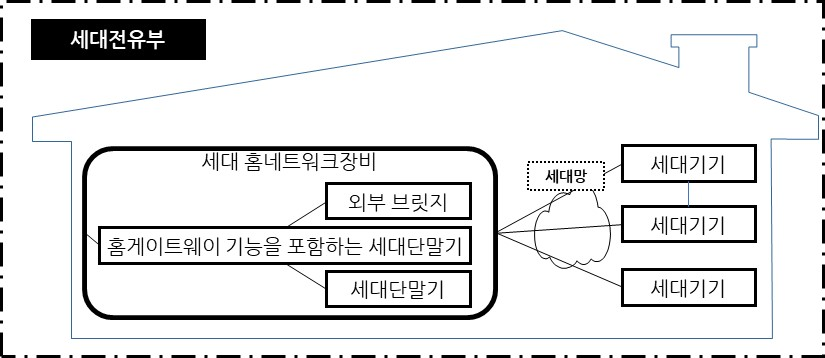 세대전유부
세대 홈네트워크장비
외부 브릿지
홈게이트웨이 기능을 포함하는 세대단말기
세대단말기
세대망
세대기기
세대기기
세대기기